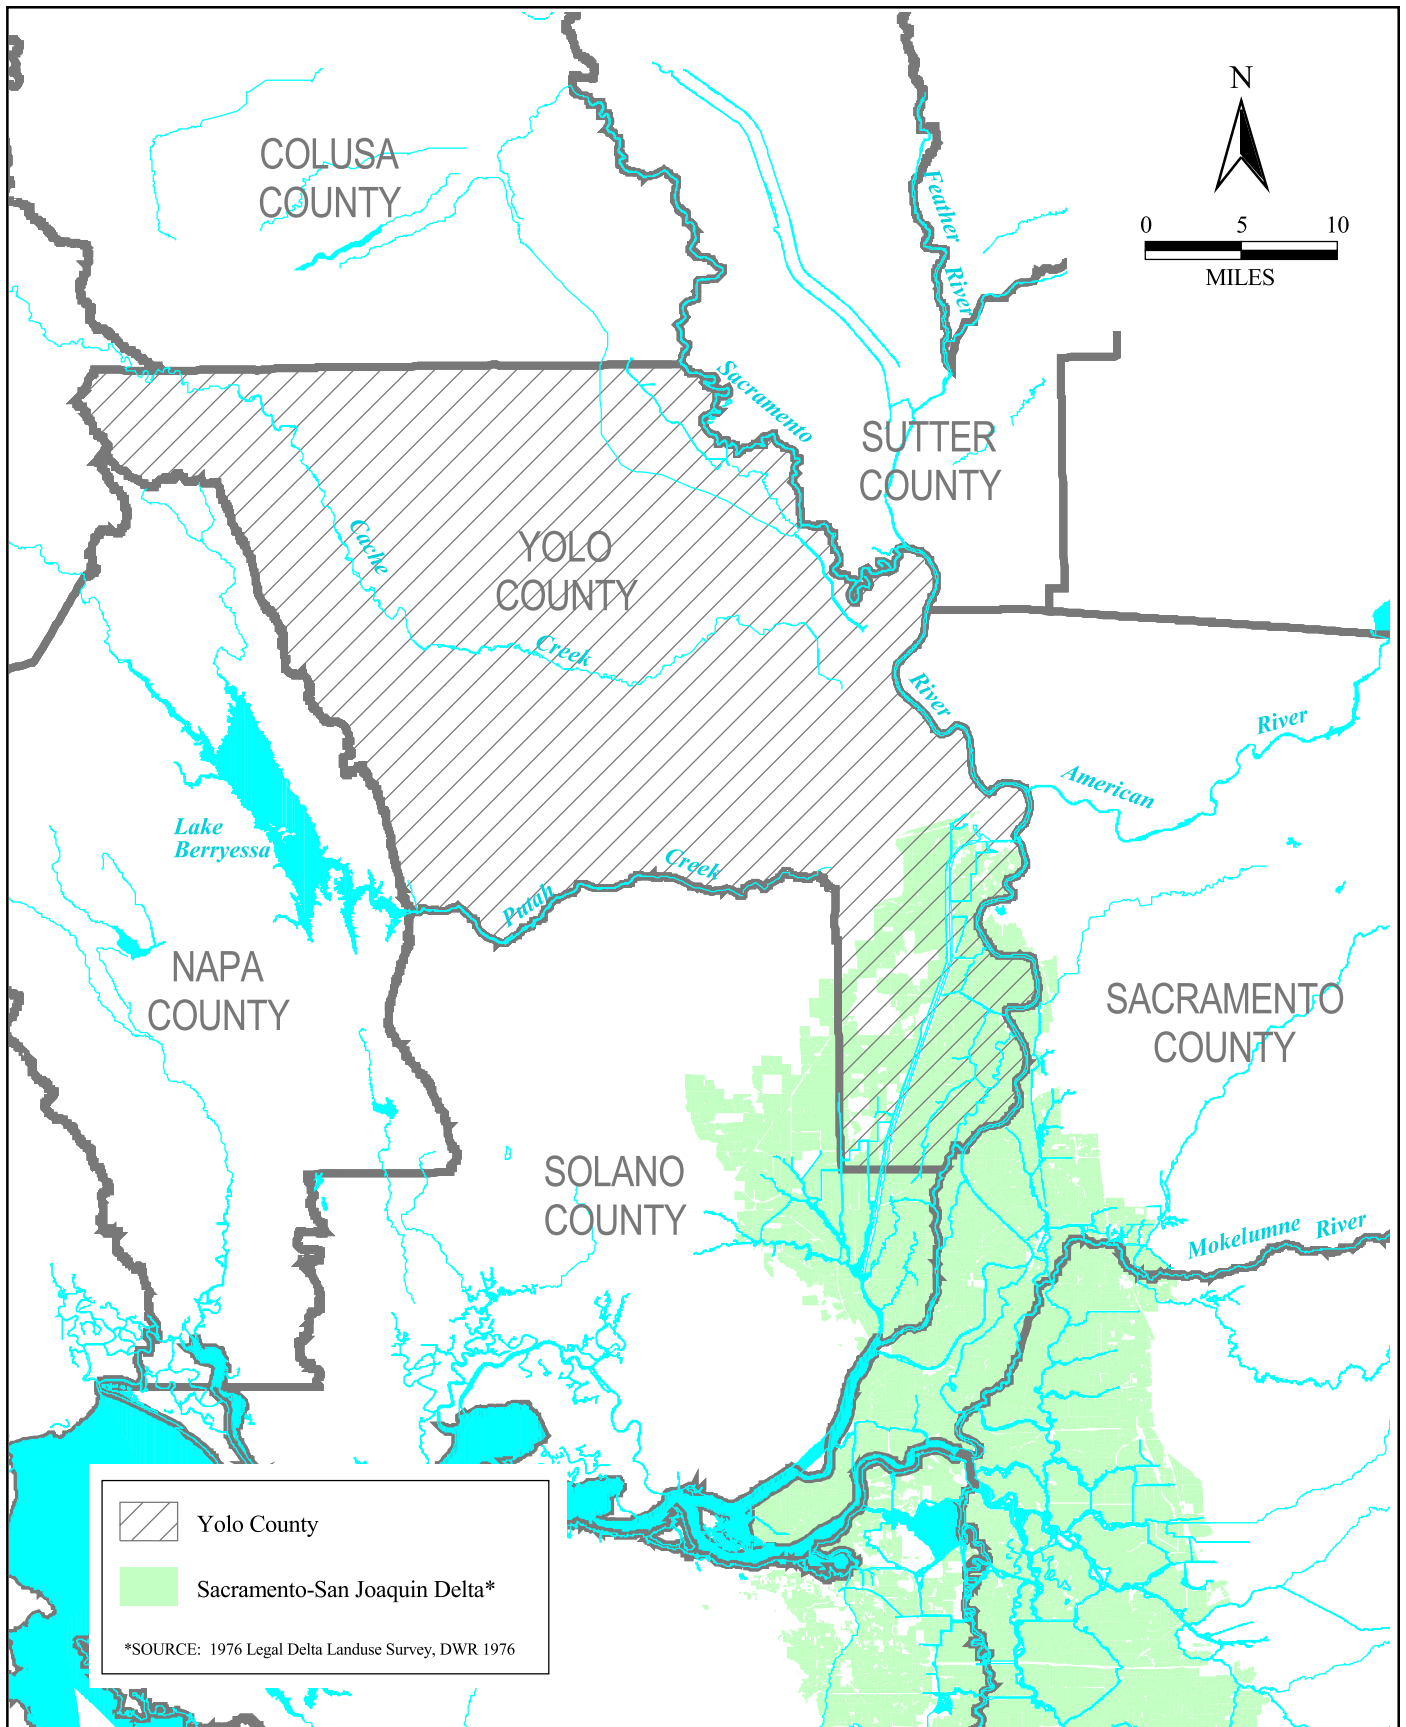 N
COLUSA
COUNTY
Feather
River
0 5 10
MILES
Sacramento
SUTTER
COUNTY
Cache
YOLO
COUNTY
Creek
River
River
American
Lake
Berryessa
Creek
Putah
NAPA
COUNTY
SACRAMENTO
COUNTY
SOLANO
COUNTY
Mokelumne River
Yolo County
Sacramento-San Joaquin Delta*
*SOURCE: 1976 Legal Delta Landuse Survey, DWR 1976